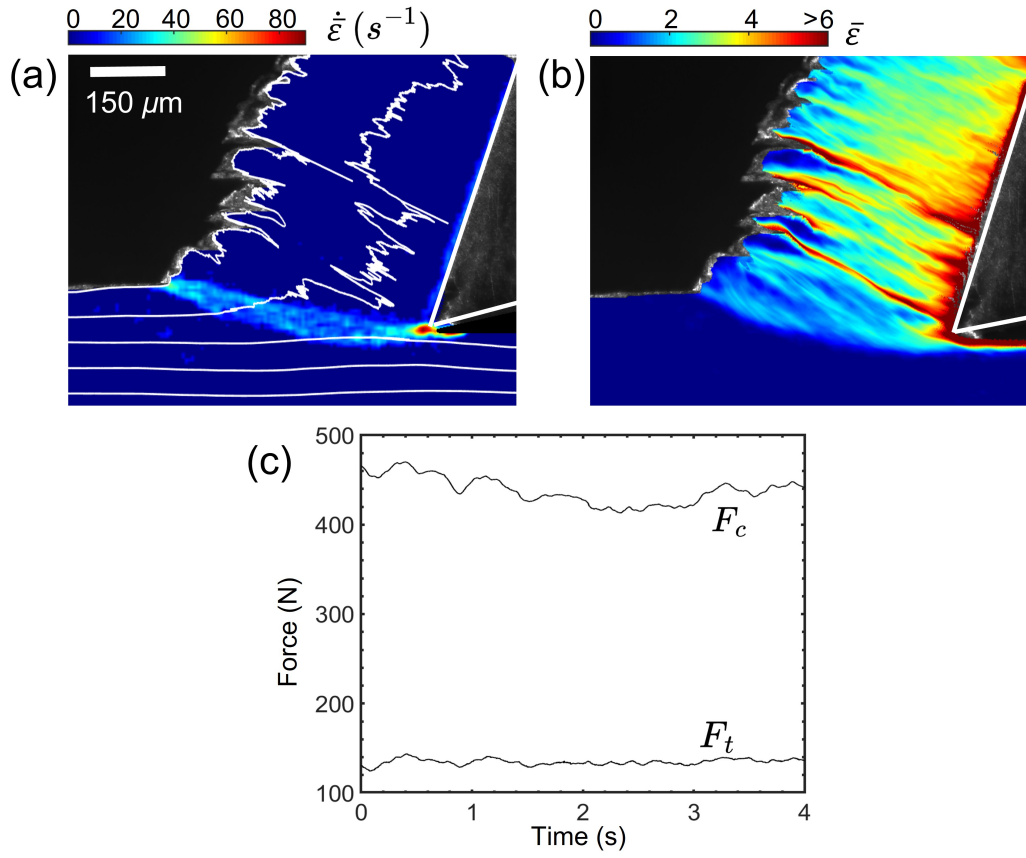 0 20 40 60 80 ε̄̇ (s⁻¹)
0 2 4 >6 ε̄
(a) 150 μm
(b)
(c)
500
400
300
200
100
Force (N)
F_c
F_t
0 1 2 3 4
Time (s)